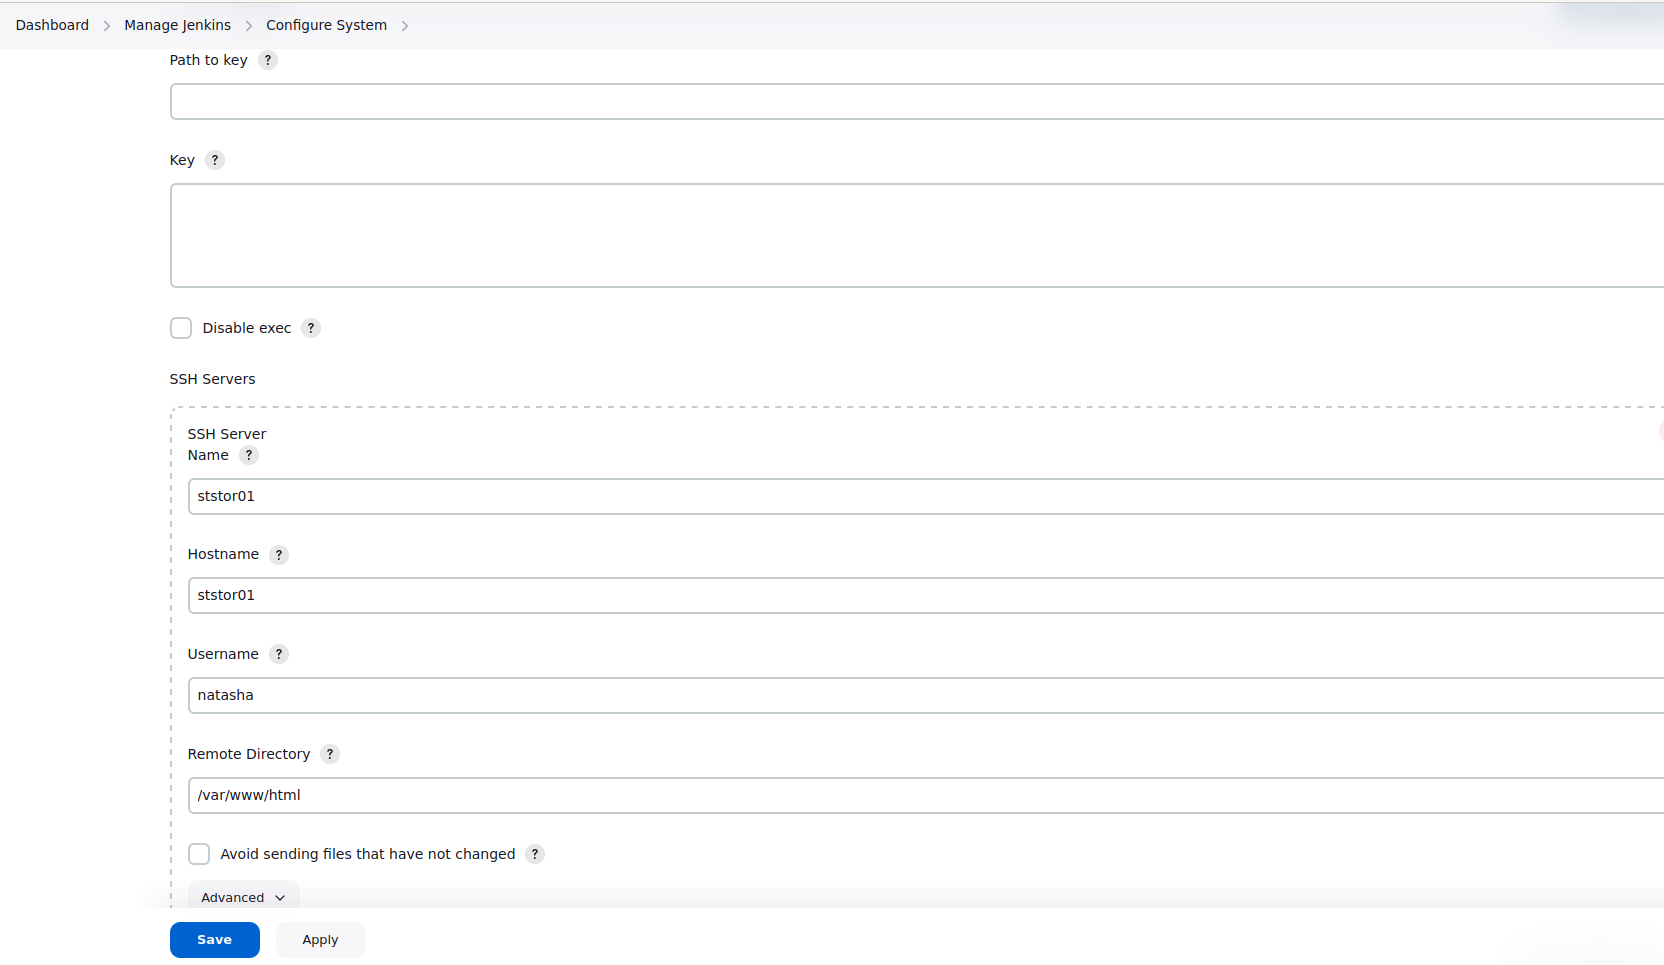 Dashboard > Manage Jenkins > Configure System >
Path to key ?
Key ?
Disable exec ?
SSH Servers
SSH Server
Name ?
ststor01
Hostname ?
ststor01
Username ?
natasha
Remote Directory ?
/var/www/html
Avoid sending files that have not changed ?
Advanced
Save Apply